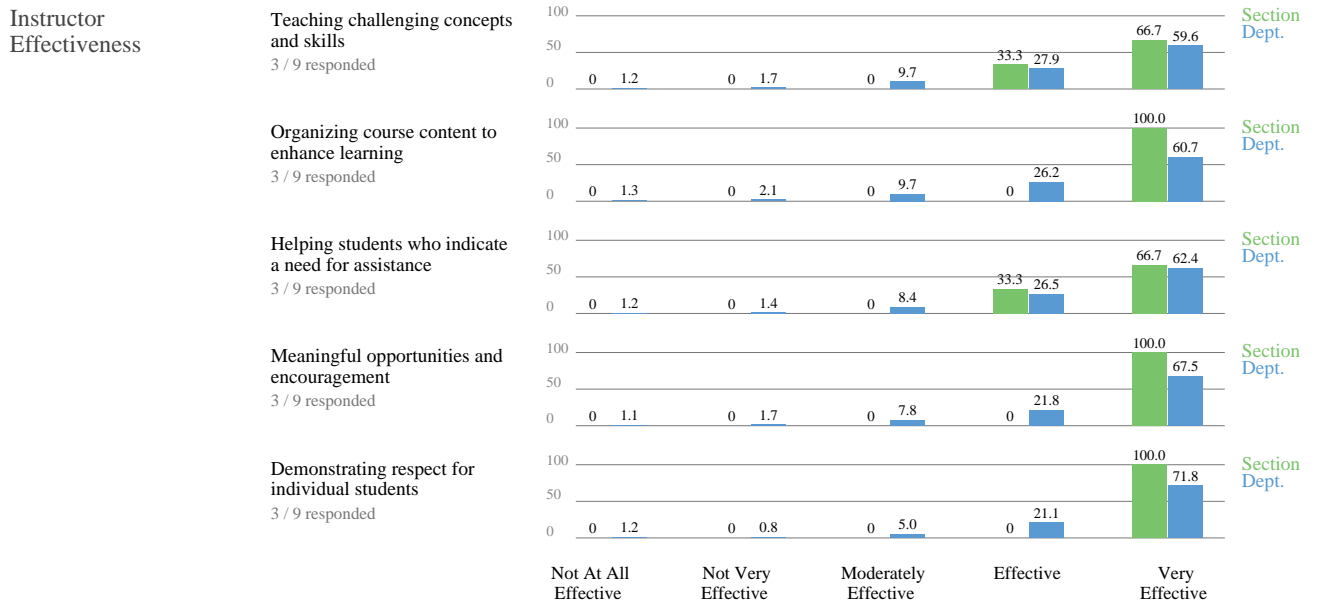 Instructor
Effectiveness
Teaching challenging concepts
and skills
3 / 9 responded
100
50
0
0 1.2 0 1.7 0 9.7 33.3 27.9 66.7 59.6
Section
Dept.
Organizing course content to
enhance learning
3 / 9 responded
100
50
0
0 1.3 0 2.1 0 9.7 0 26.2 100.0 60.7
Section
Dept.
Helping students who indicate
a need for assistance
3 / 9 responded
100
50
0
0 1.2 0 1.4 0 8.4 33.3 26.5 66.7 62.4
Section
Dept.
Meaningful opportunities and
encouragement
3 / 9 responded
100
50
0
0 1.1 0 1.7 0 7.8 0 21.8 100.0 67.5
Section
Dept.
Demonstrating respect for
individual students
3 / 9 responded
100
50
0
0 1.2 0 0.8 0 5.0 0 21.1 100.0 71.8
Section
Dept.
Not At All
Effective
Not Very
Effective
Moderately
Effective
Effective
Very
Effective